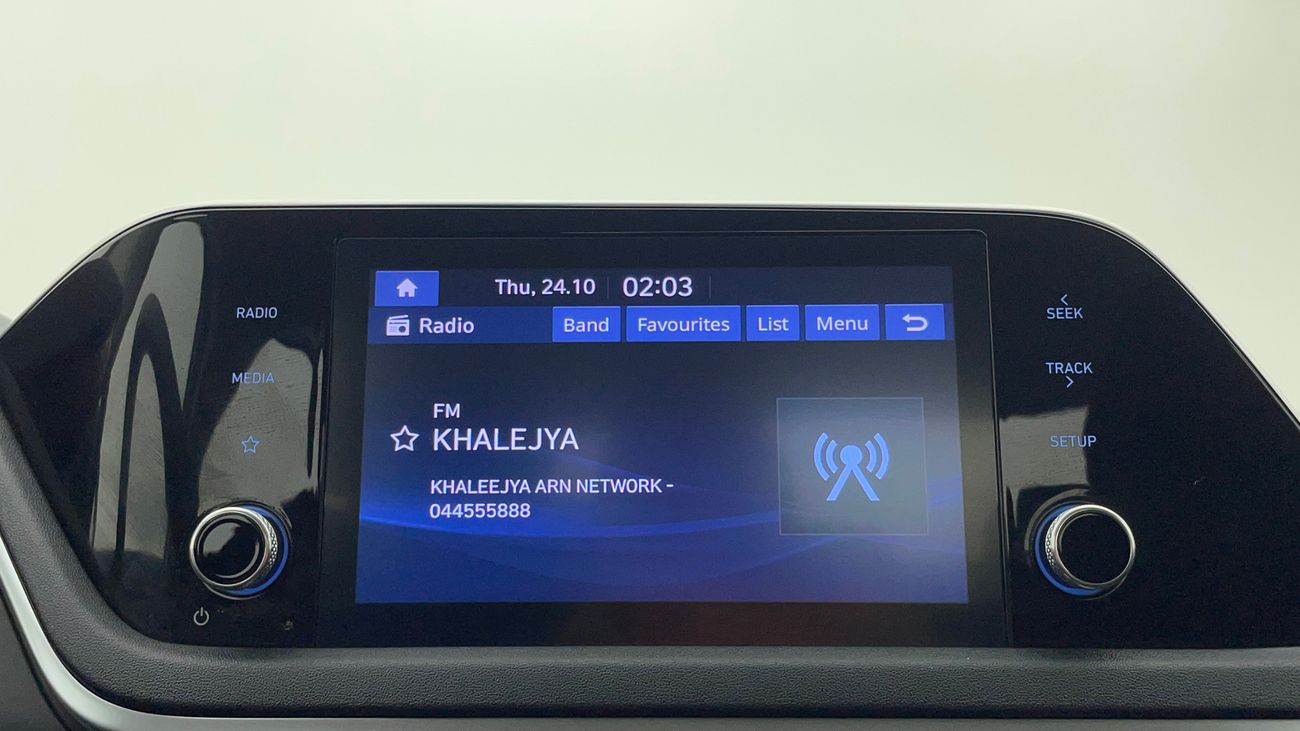 Thu, 24.10 02:03
Radio Band Favourites List Menu
FM
KHALEJYA
KHALEEJYA ARN NETWORK -
044555888
RADIO
MEDIA
SEEK
TRACK
SETUP